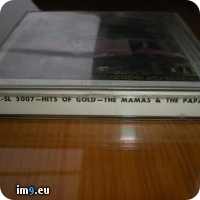 -SL 5007—HITS OF GOLD—THE MAMAS & THE PAPA
im9.eu